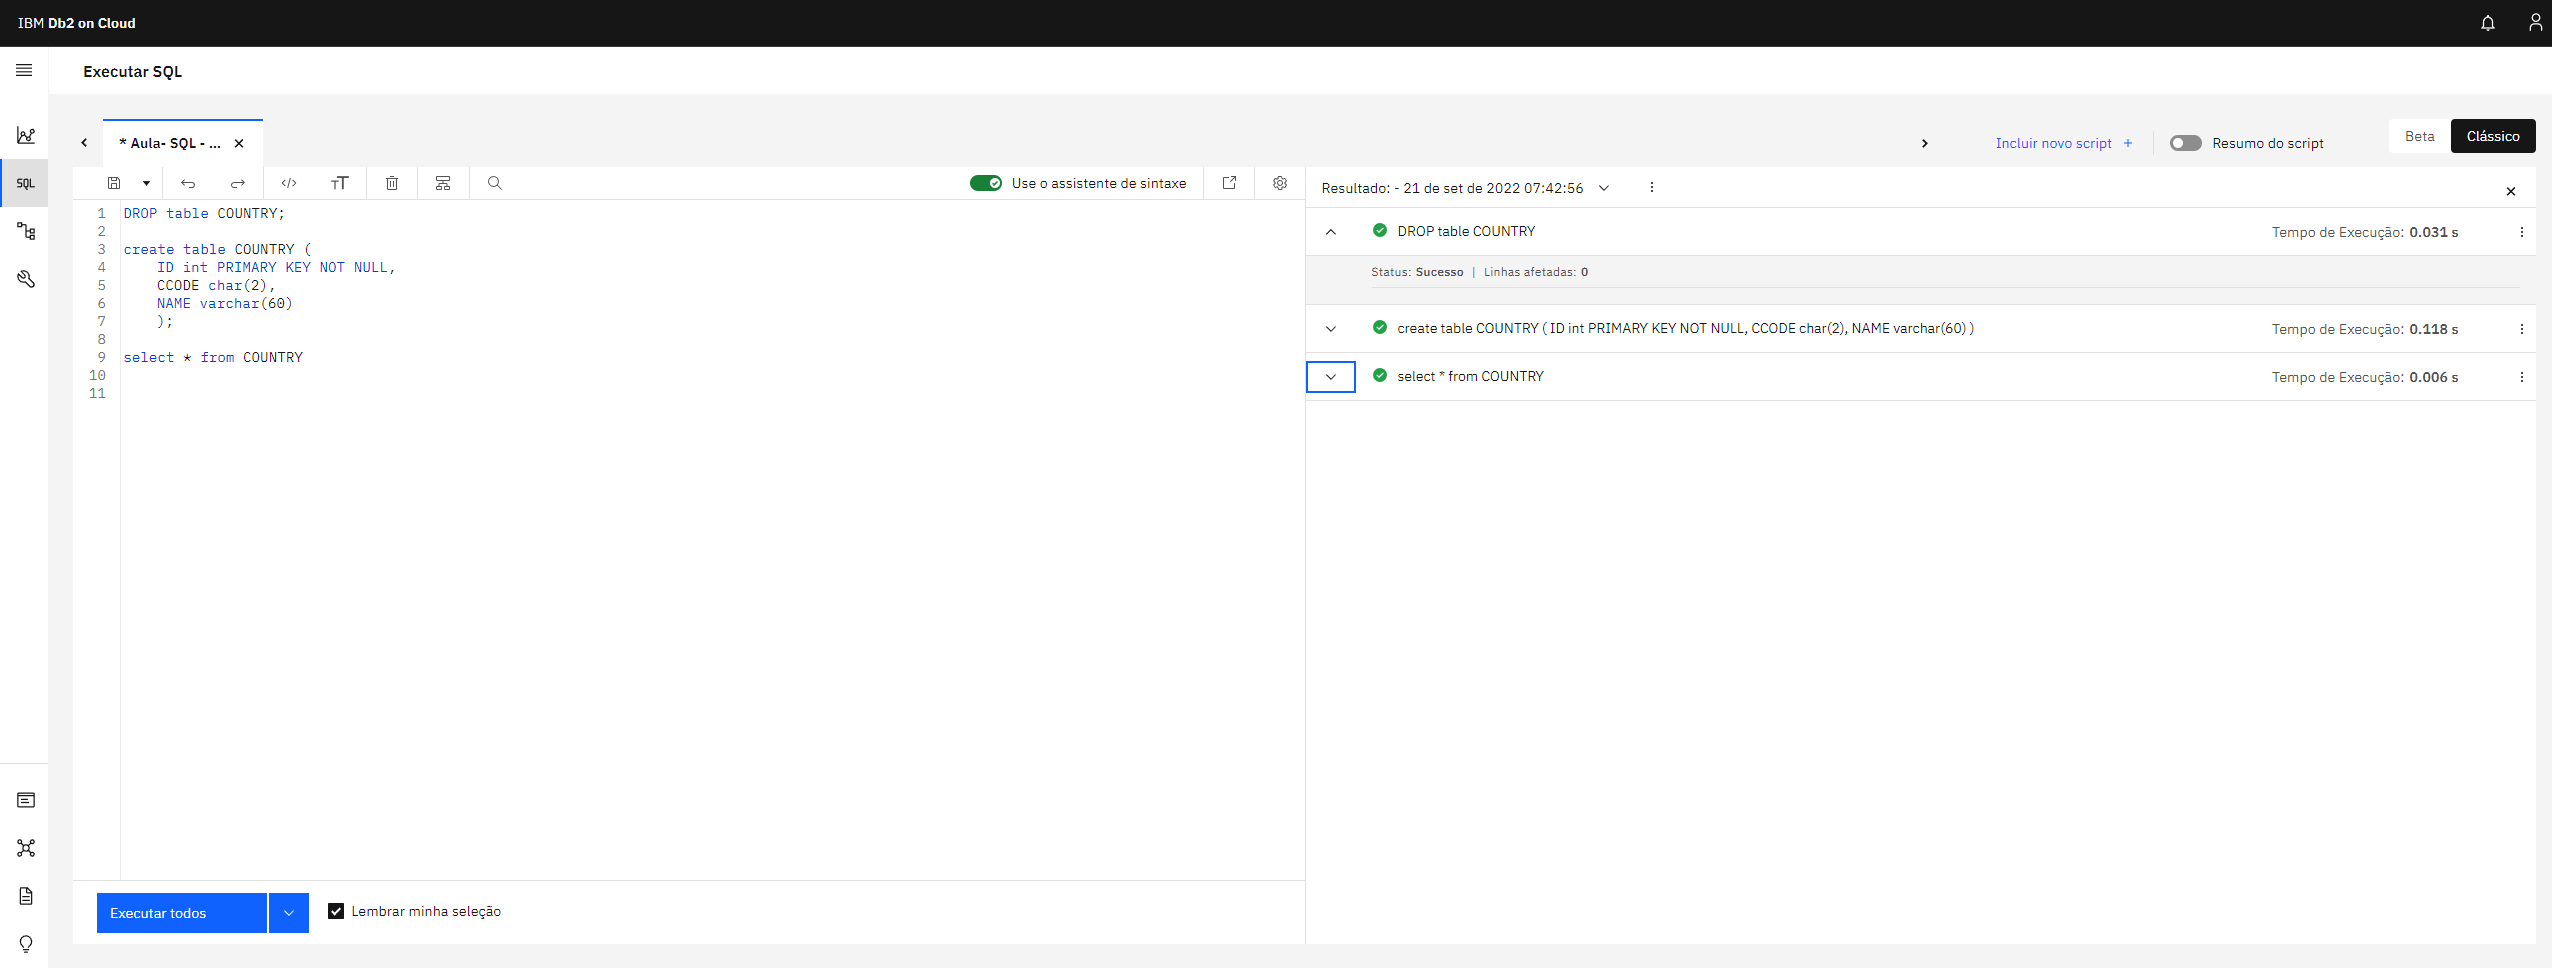 IBM Db2 on Cloud
Executar SQL
* Aula- SQL - ...
Incluir novo script +
Resumo do script
Beta
Clássico
SQL
Use o assistente de sintaxe
Resultado: - 21 de set de 2022 07:42:56
1 DROP table COUNTRY;
2
3 create table COUNTRY (
4 ID int PRIMARY KEY NOT NULL,
5 CCODE char(2),
6 NAME varchar(60)
7 );
8
9 select * from COUNTRY
10
11
DROP table COUNTRY Tempo de Execução: 0.031 s
Status: Sucesso | Linhas afetadas: 0
create table COUNTRY ( ID int PRIMARY KEY NOT NULL, CCODE char(2), NAME varchar(60) ) Tempo de Execução: 0.118 s
select * from COUNTRY Tempo de Execução: 0.006 s
Executar todos
Lembrar minha seleção